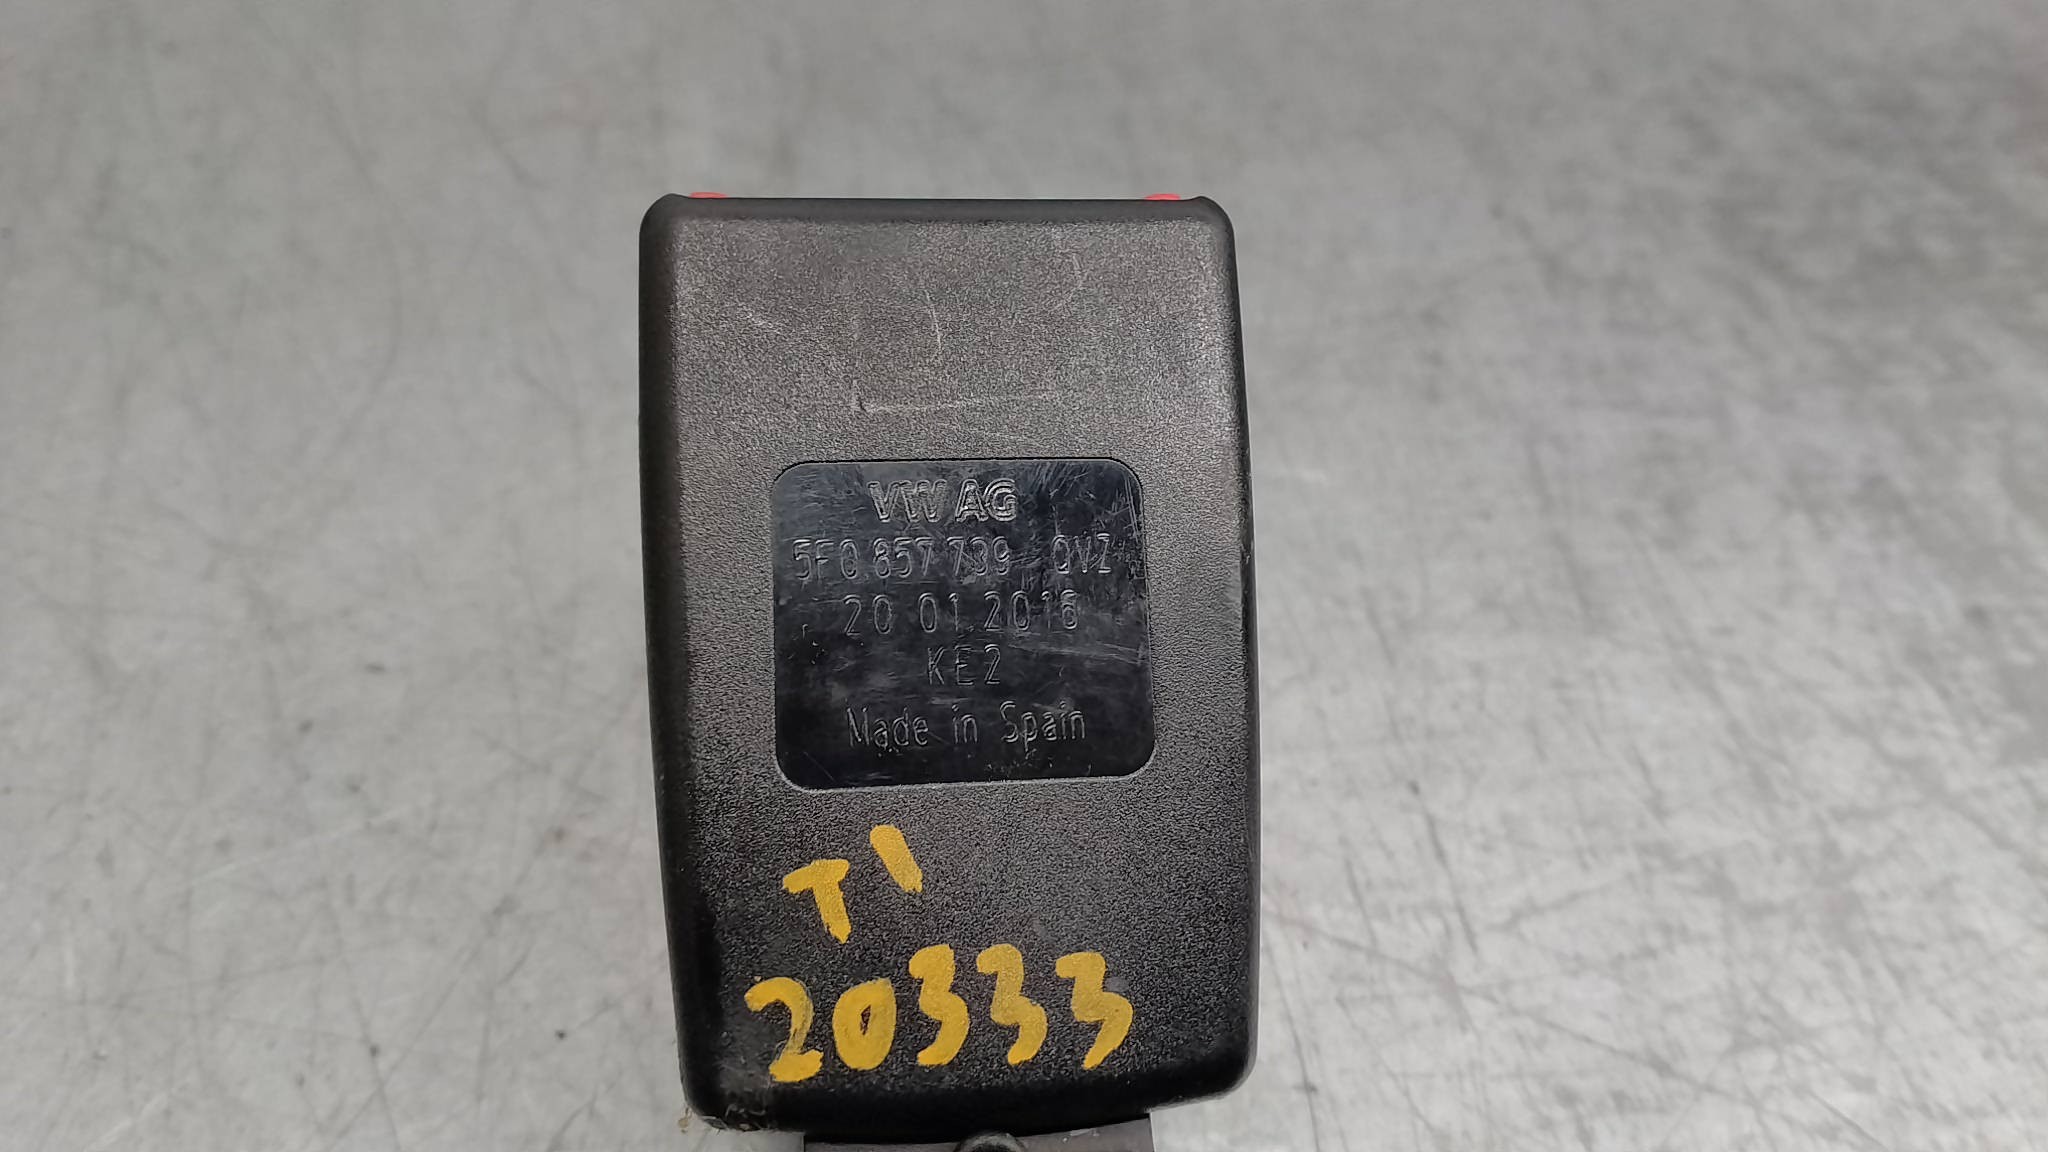 VW AG
5F0 857 739 QVZ
20 01 2016
KE2
Made in Spain
T1
20333